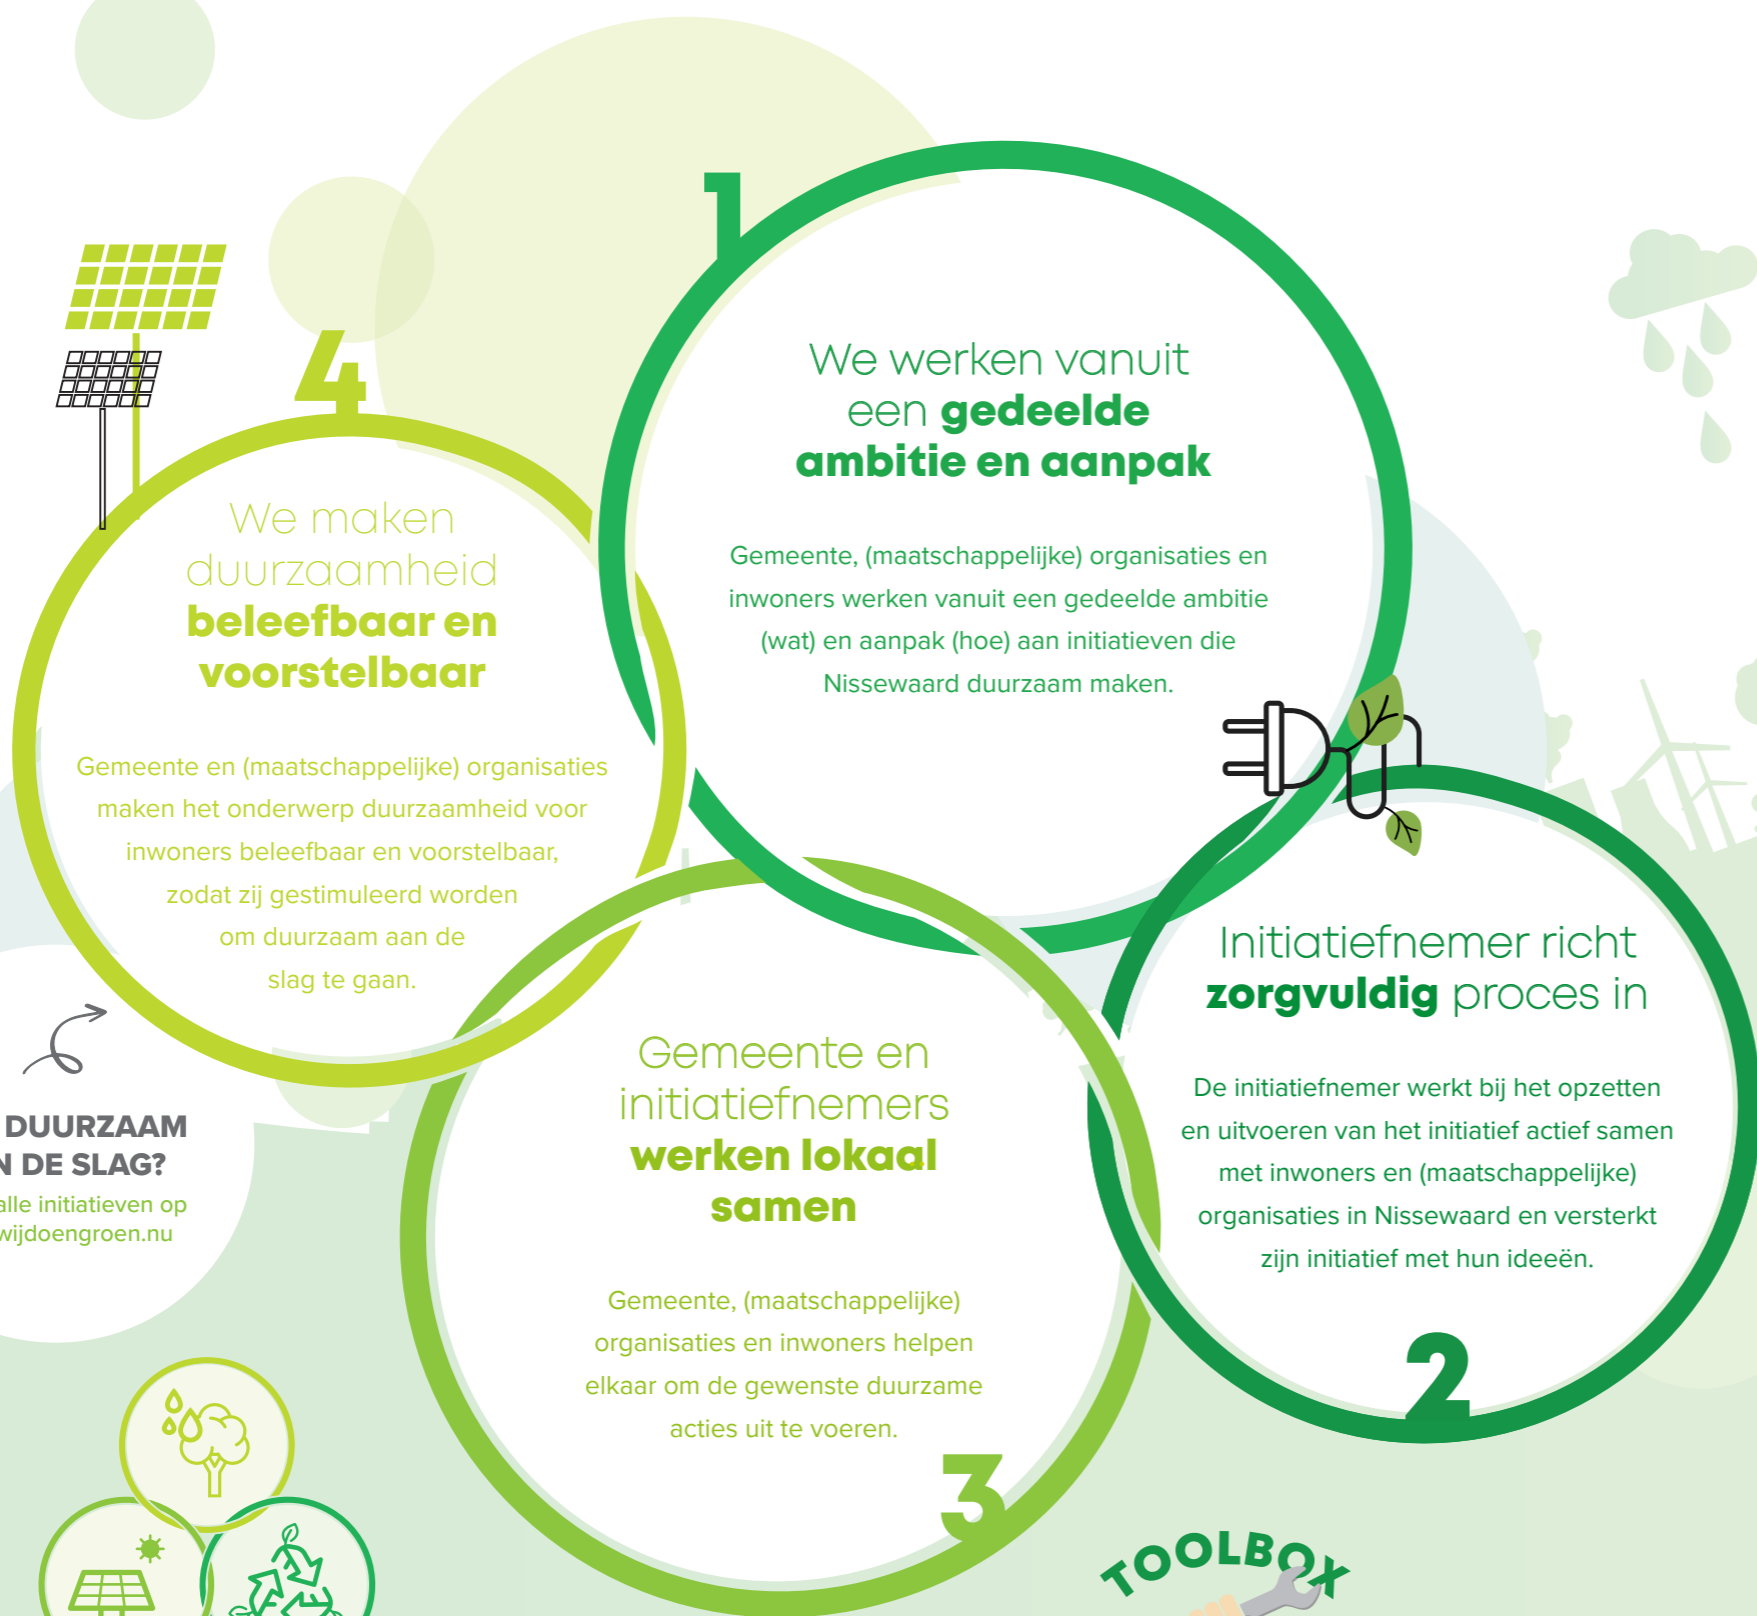 1
We werken vanuit
een gedeelde
ambitie en aanpak
Gemeente, (maatschappelijke) organisaties en
inwoners werken vanuit een gedeelde ambitie
(wat) en aanpak (hoe) aan initiatieven die
Nissewaard duurzaam maken.
4
We maken
duurzaamheid
beleefbaar en
voorstelbaar
Gemeente en (maatschappelijke) organisaties
maken het onderwerp duurzaamheid voor
inwoners beleefbaar en voorstelbaar,
zodat zij gestimuleerd worden
om duurzaam aan de
slag te gaan.
Initiatiefnemer richt
zorgvuldig proces in
De initiatiefnemer werkt bij het opzetten
en uitvoeren van het initiatief actief samen
met inwoners en (maatschappelijke)
organisaties in Nissewaard en versterkt
zijn initiatief met hun ideeën.
2
Gemeente en
initiatiefnemers
werken lokaal
samen
Gemeente, (maatschappelijke)
organisaties en inwoners helpen
elkaar om de gewenste duurzame
acties uit te voeren.
3
DUURZAAM
N DE SLAG?
alle initiatieven op
wijdoengroen.nu
TOOLBOX